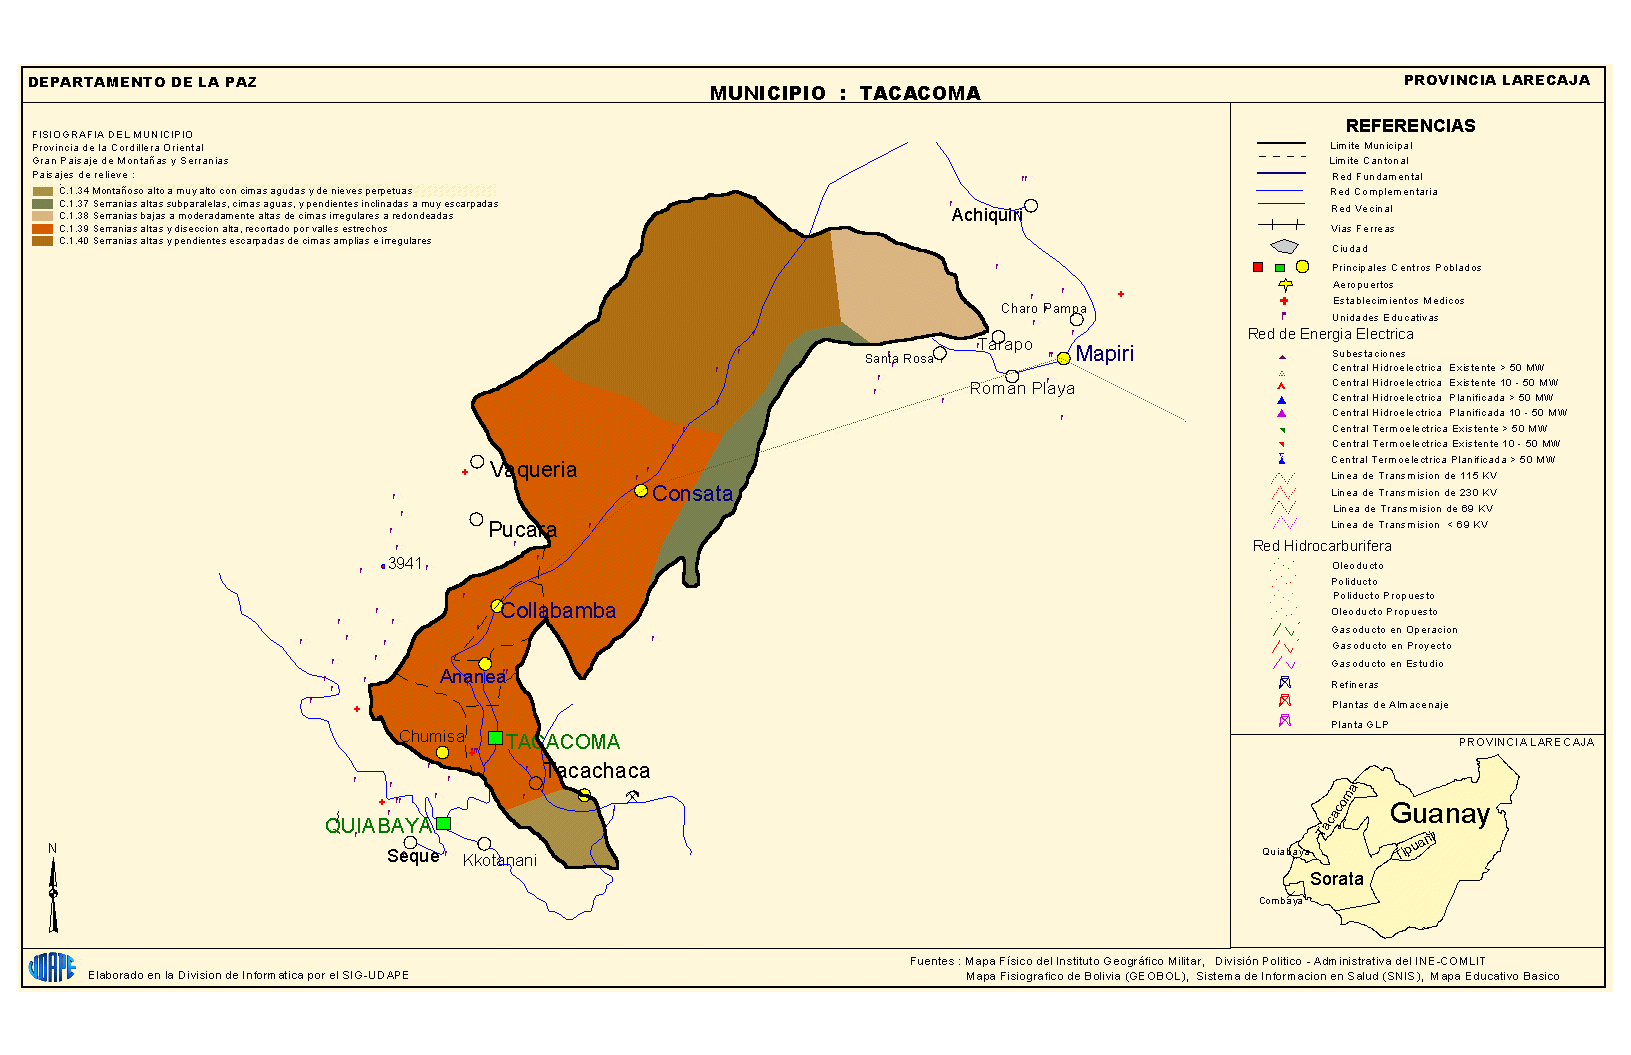 DEPARTAMENTO DE LA PAZ
MUNICIPIO : TACACOMA
PROVINCIA LARECAJA
FISIOGRAFIA DEL MUNICIPIO
Provincia de la Cordillera Oriental
Gran Paisaje de Montañas y Serranias
Paisajes de relieve :
C.1.34 Montañoso alto a muy alto con cimas agudas y de nieves perpetuas
C.1.37 Serranias altas subparalelas, cimas aguas, y pendientes inclinadas a muy escarpadas
C.1.38 Serranias bajas a moderadamente altas de cimas irregulares a redondeadas
C.1.39 Serranias altas y diseccion alta, recortado por valles estrechos
C.1.40 Serranias altas y pendientes escarpadas de cimas amplias e irregulares
Achiquiri
Charo Pampa
Tarapo
Santa Rosa
Mapiri
Roman Playa
Vaqueria
Consata
Pucara
3941
Collabamba
Ananea
Chumisa
TACACOMA
Tacachaca
QUIABAYA
Seque
Kkotanani
N
REFERENCIAS
Limite Municipal
Limite Cantonal
Red Fundamental
Red Complementaria
Red Vecinal
Vias Ferreas
Ciudad
Principales Centros Poblados
Aeropuertos
Establecimientos Medicos
Unidades Educativas
Red de Energia Electrica
Subestaciones
Central Hidroelectrica Existente > 50 MW
Central Hidroelectrica Existente 10 - 50 MW
Central Hidroelectrica Planificada > 50 MW
Central Hidroelectrica Planificada 10 - 50 MW
Central Termoelectrica Existente > 50 MW
Central Termoelectrica Existente 10 - 50 MW
Central Termoelectrica Planificada > 50 MW
Linea de Transmision de 115 KV
Linea de Transmision de 230 KV
Linea de Transmision de 69 KV
Linea de Transmision < 69 KV
Red Hidrocarburifera
Oleoducto
Poliducto
Poliducto Propuesto
Oleoducto Propuesto
Gasoducto en Operacion
Gasoducto en Proyecto
Gasoducto en Estudio
Refineras
Plantas de Almacenaje
Planta GLP
PROVINCIA LARECAJA
Tacacoma
Guanay
Tipuani
Quiabaya
Sorata
Combaya
UDAPE
Elaborado en la Division de Informatica por el SIG-UDAPE
Fuentes : Mapa Físico del Instituto Geográfico Militar, División Politico - Administrativa del INE-COMLIT
Mapa Fisiografico de Bolivia (GEOBOL), Sistema de Informacion en Salud (SNIS), Mapa Educativo Basico